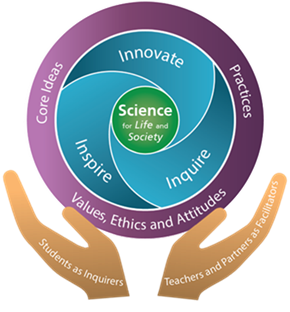 Core Ideas
Practices
Values, Ethics and Attitudes
Innovate
Inspire
Inquire
Science
for Life and
Society
Students as Inquirers
Teachers and Partners as Facilitators